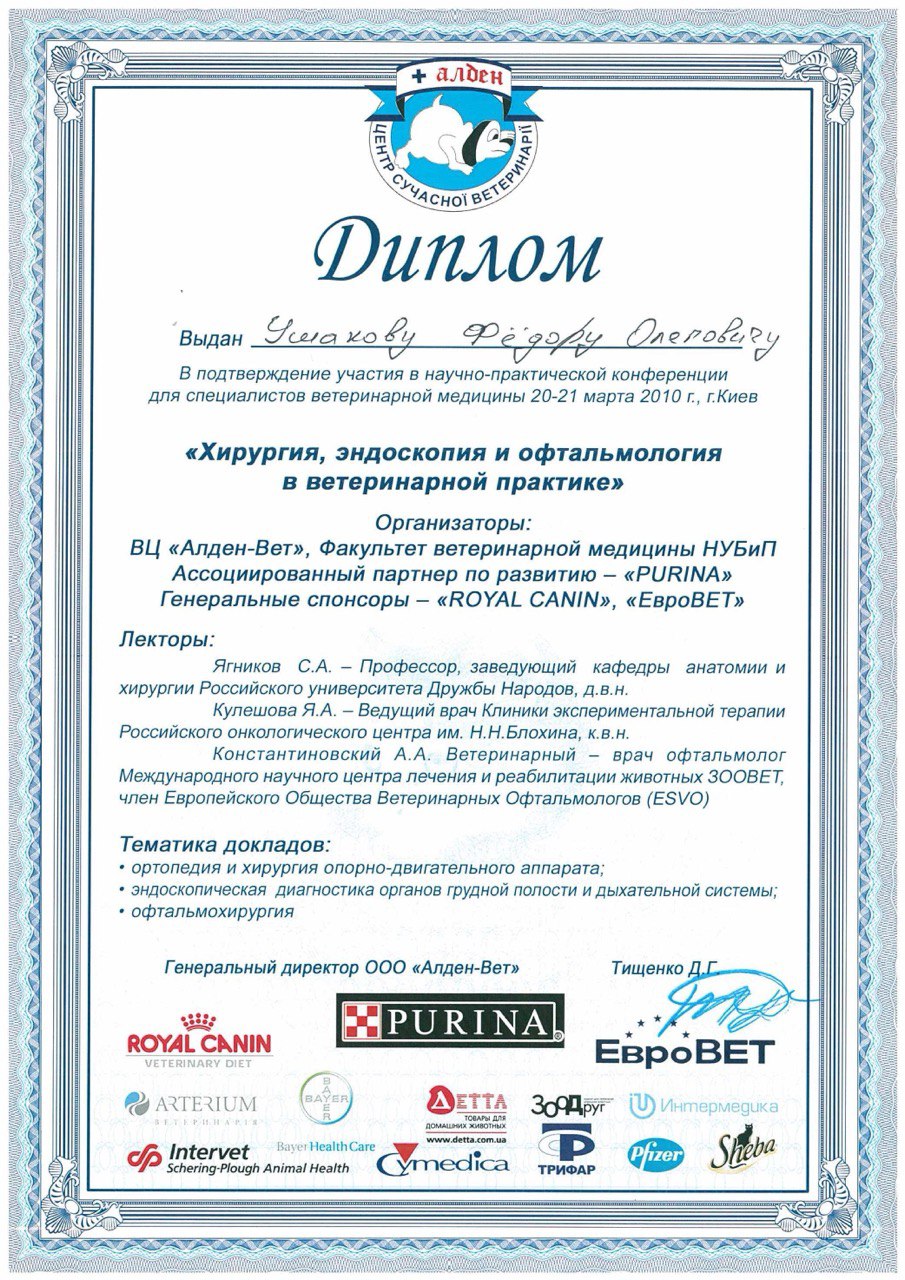 + алден
ЦЕНТР СУЧАСНОЇ ВЕТЕРИНАРІЇ
Диплом
Выдан Ушакову Фёдору Олеговичу
В подтверждение участия в научно-практической конференции
для специалистов ветеринарной медицины 20-21 марта 2010 г., г.Киев
«Хирургия, эндоскопия и офтальмология
в ветеринарной практике»
Организаторы:
ВЦ «Алден-Вет», Факультет ветеринарной медицины НУБиП
Ассоциированный партнер по развитию – «PURINA»
Генеральные спонсоры – «ROYAL CANIN», «ЕвроВЕТ»
Лекторы:
Ягников С.А. – Профессор, заведующий кафедры анатомии и
хирургии Российского университета Дружбы Народов, д.в.н.
Кулешова Я.А. – Ведущий врач Клиники экспериментальной терапии
Российского онкологического центра им. Н.Н.Блохина, к.в.н.
Константиновский А.А. Ветеринарный – врач офтальмолог
Международного научного центра лечения и реабилитации животных ЗООВЕТ,
член Европейского Общества Ветеринарных Офтальмологов (ESVO)
Тематика докладов:
• ортопедия и хирургия опорно-двигательного аппарата;
• эндоскопическая диагностика органов грудной полости и дыхательной системы;
• офтальмохирургия
Генеральный директор ООО «Алден-Вет» Тищенко Д.Г.
ROYAL CANIN
VETERINARY DIET
PURINA
ЕвроВЕТ
ARTERIUM
ВЕТЕРИНАРІЯ
BAYER
BAYER
Bayer HealthCare
ДЕТТА
ТОВАРЫ ДЛЯ
ДОМАШНИХ ЖИВОТНЫХ
www.detta.com.ua
ЗООДруг
Интермедика
Intervet
Schering-Plough Animal Health
Cymedica
ТРИФАР
Pfizer
Sheba